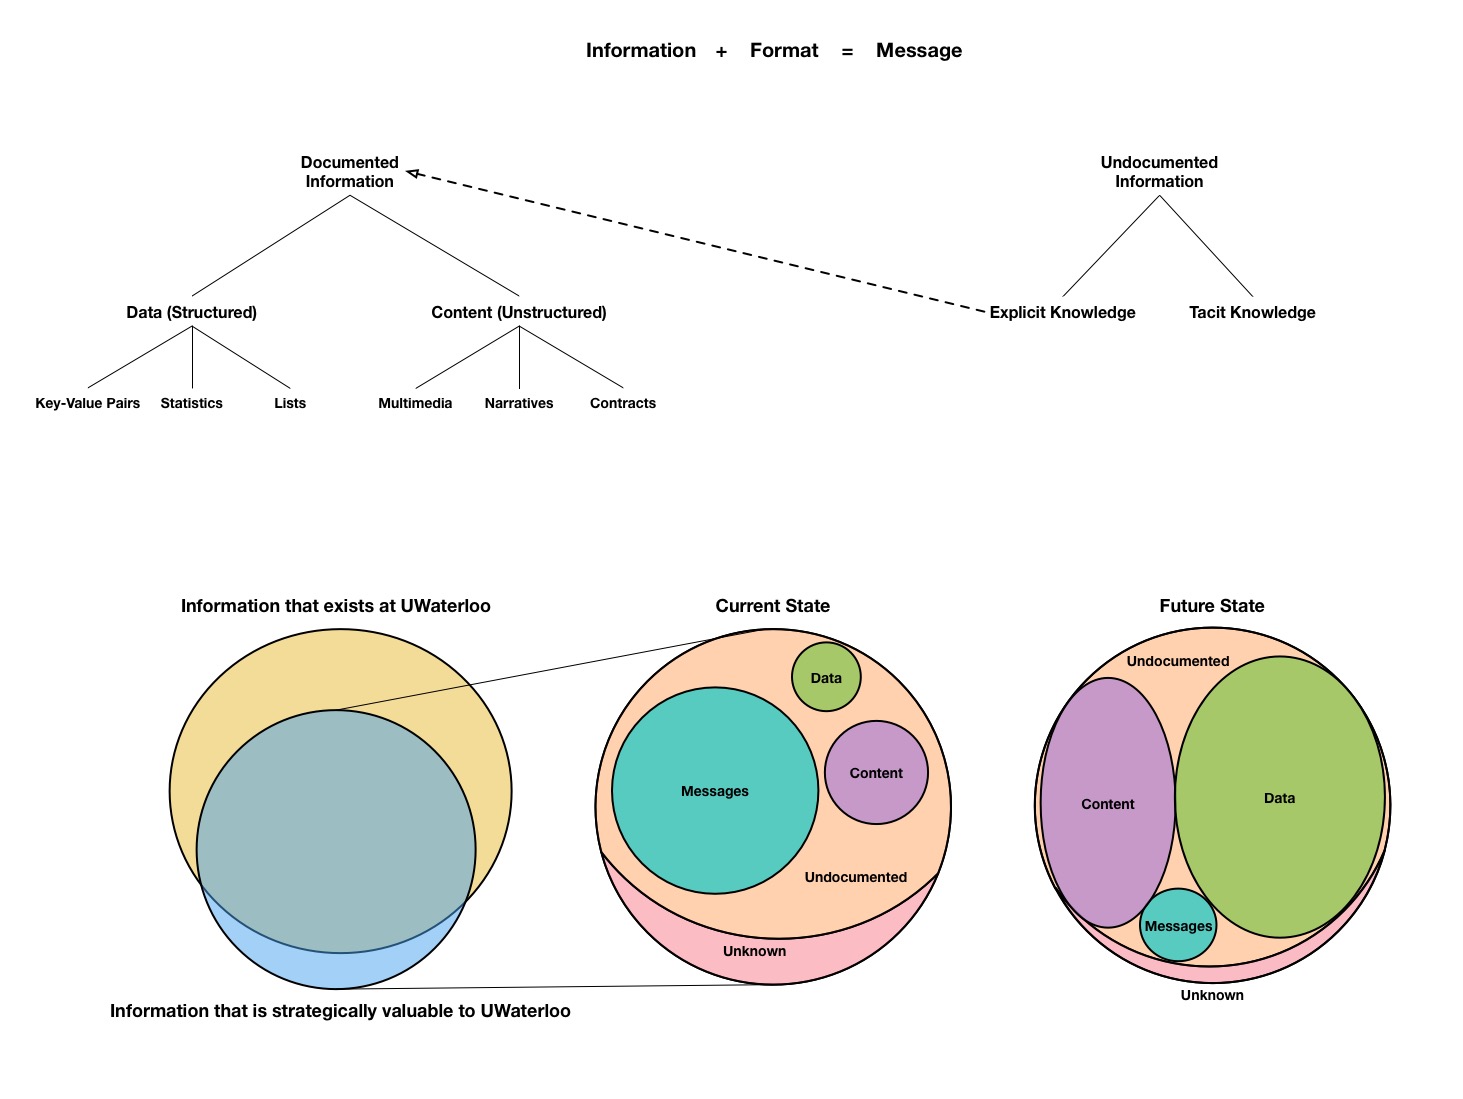 Information + Format = Message
Documented
Information
Undocumented
Information
Data (Structured)
Content (Unstructured)
Explicit Knowledge
Tacit Knowledge
Key-Value Pairs
Statistics
Lists
Multimedia
Narratives
Contracts
Information that exists at UWaterloo
Information that is strategically valuable to UWaterloo
Current State
Data
Messages
Content
Undocumented
Unknown
Future State
Undocumented
Content
Data
Messages
Unknown